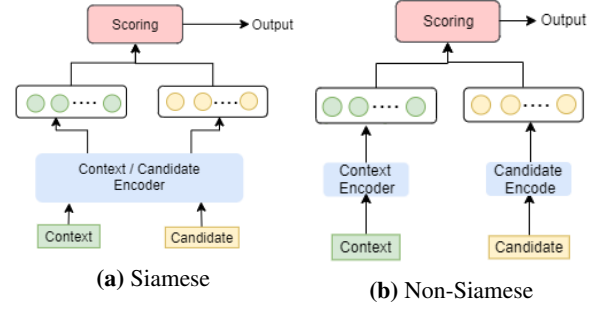 Scoring
Output
Context / Candidate
Encoder
Context
Candidate
(a) Siamese
Scoring
Output
Context
Encoder
Candidate
Encode
Context
Candidate
(b) Non-Siamese